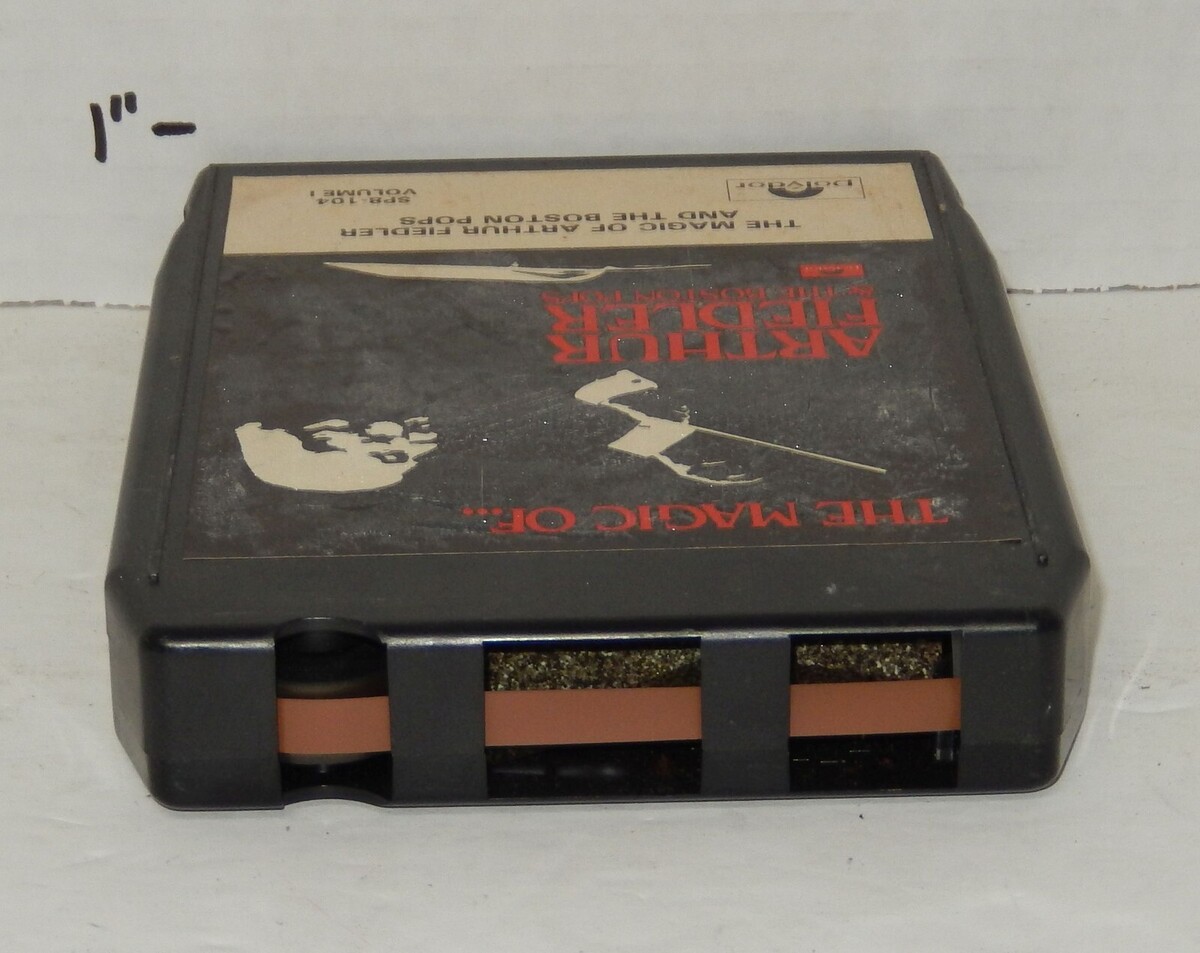 1" -
THE MAGIC OF...
ARTHUR
FIEDLER
& THE BOSTON POPS
THE MAGIC OF ARTHUR FIEDLER
AND THE BOSTON POPS
polydor
SP8-104
VOLUME I